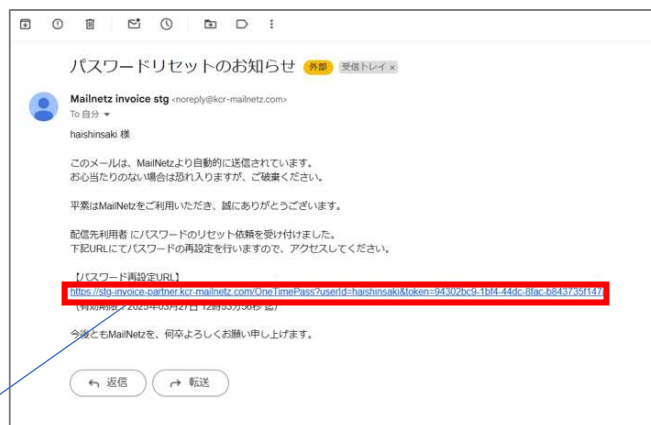 パスワードリセットのお知らせ 外部 受信トレイ ×
Mailnetz invoice stg <noreply@kcr-mailnetz.com>
To 自分
haishinsaki 様
このメールは、MailNetzより自動的に送信されています。
お心当たりのない場合は恐れ入りますが、ご破棄ください。
平素はMailNetzをご利用いただき、誠にありがとうございます。
配信先利用者 にパスワードのリセット依頼を受け付けました。
下記URLにてパスワードの再設定を行いますので、アクセスしてください。
【パスワード再設定URL】
https://stg-invoice-partner.kcr-mailnetz.com/OneTimePass?userId=haishinsaki&token=94302bc9-1bf4-44dc-8fac-b843735f147/
今後ともMailNetzを、何卒よろしくお願い申し上げます。
返信 転送